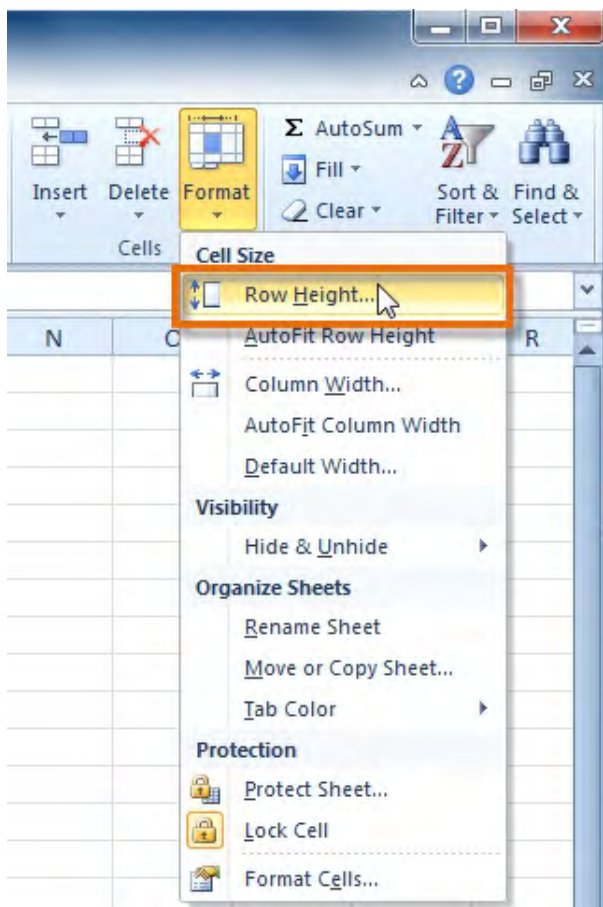 Insert Delete Format
Σ AutoSum
Fill
Clear
Sort & Filter
Find & Select
Cells
Cell Size
Row Height...
N
R
AutoFit Row Height
Column Width...
AutoFit Column Width
Default Width...
Visibility
Hide & Unhide
Organize Sheets
Rename Sheet
Move or Copy Sheet...
Tab Color
Protection
Protect Sheet...
Lock Cell
Format Cells...